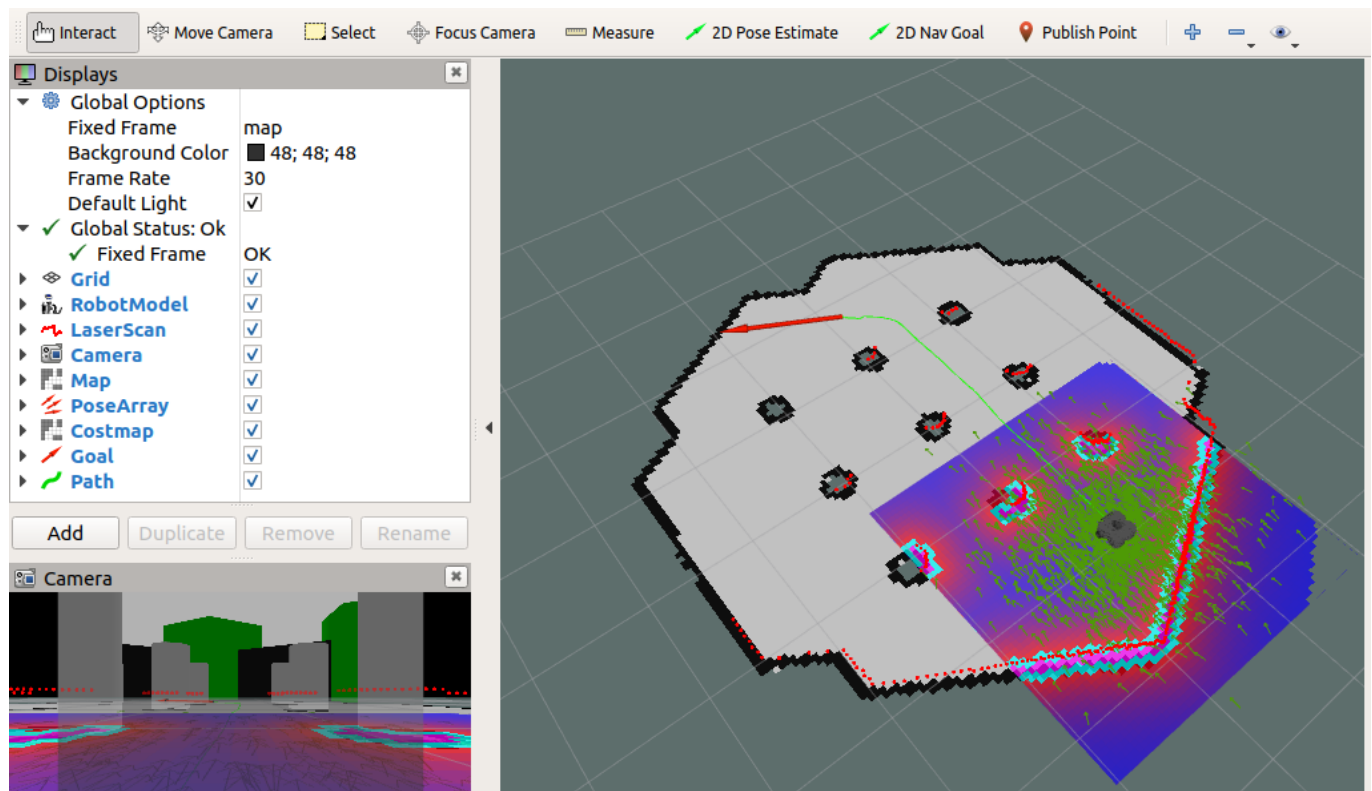 Interact Move Camera Select Focus Camera Measure 2D Pose Estimate 2D Nav Goal Publish Point
Displays
Global Options
Fixed Frame map
Background Color 48; 48; 48
Frame Rate 30
Default Light
Global Status: Ok
Fixed Frame OK
Grid
RobotModel
LaserScan
Camera
Map
PoseArray
Costmap
Goal
Path
Add Duplicate Remove Rename
Camera